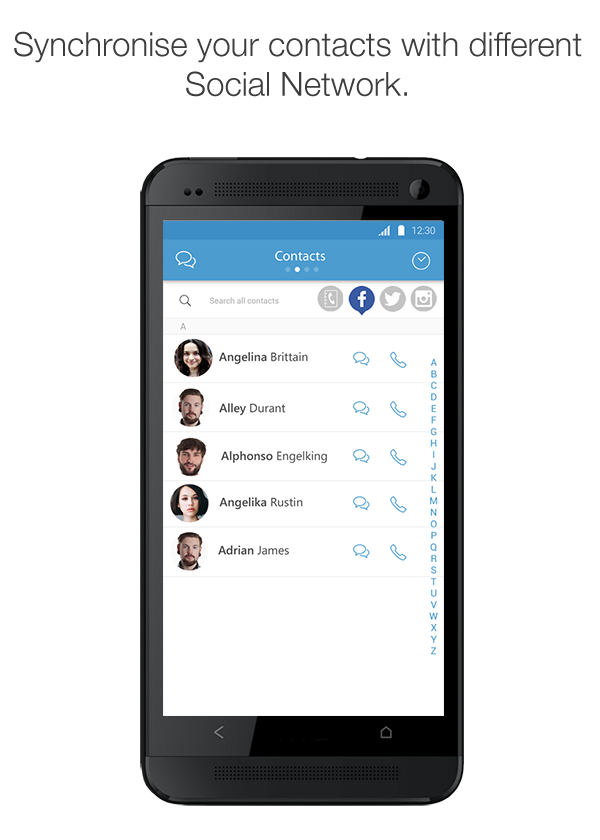 Synchronise your contacts with different
Social Network.
12:30
Contacts
Search all contacts
A
Angelina Brittain
Alley Durant
Alphonso Engelking
Angelika Rustin
Adrian James
A
B
C
D
E
F
G
H
I
J
K
L
M
N
O
P
Q
R
S
T
U
V
W
X
Y
Z